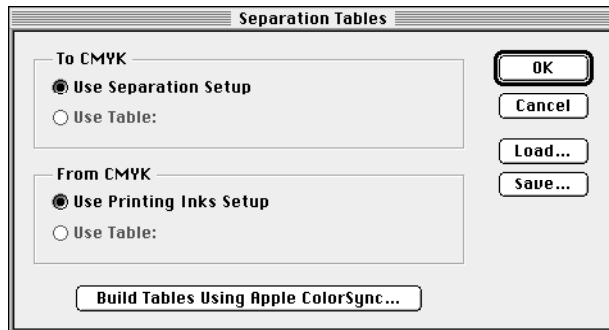 Separation Tables
To CMYK
Use Separation Setup
Use Table:
From CMYK
Use Printing Inks Setup
Use Table:
Build Tables Using Apple ColorSync...
OK
Cancel
Load...
Save...